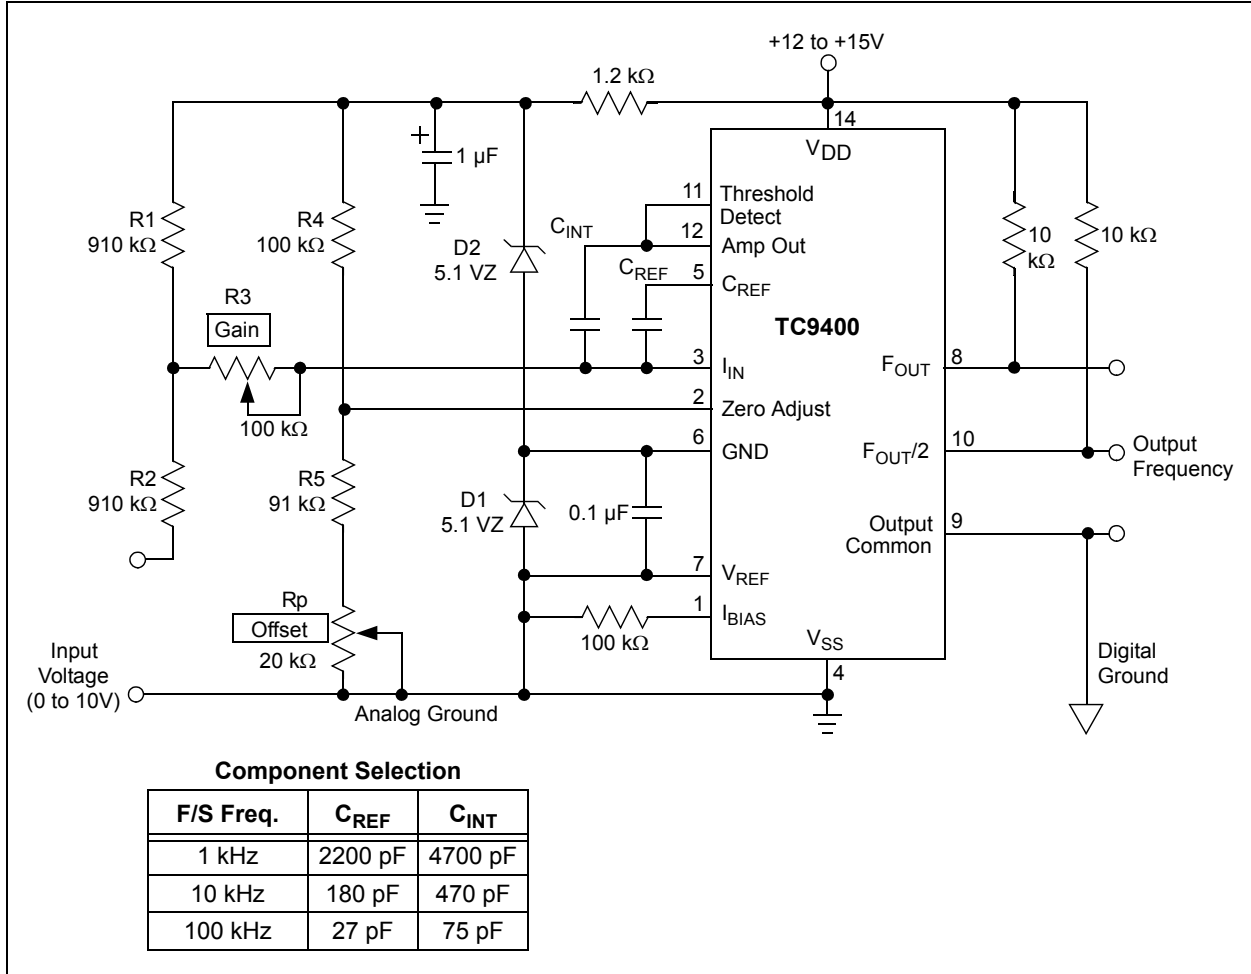 +12 to +15V
1.2 kΩ
14
VDD
+
1 µF
11
Threshold
Detect
R1
910 kΩ
R4
100 kΩ
CINT
12
Amp Out
D2
5.1 VZ
10
kΩ
10 kΩ
CREF
5
CREF
R3
Gain
TC9400
3
IIN
FOUT
8
100 kΩ
2
Zero Adjust
6
GND
FOUT/2
10
Output
Frequency
R2
910 kΩ
R5
91 kΩ
D1
5.1 VZ
0.1 µF
Output
Common
9
7
VREF
Rp
Offset
20 kΩ
1
IBIAS
100 kΩ
VSS
4
Input
Voltage
(0 to 10V)
Analog Ground
Digital
Ground
Component Selection
F/S Freq. CREF CINT
1 kHz 2200 pF 4700 pF
10 kHz 180 pF 470 pF
100 kHz 27 pF 75 pF